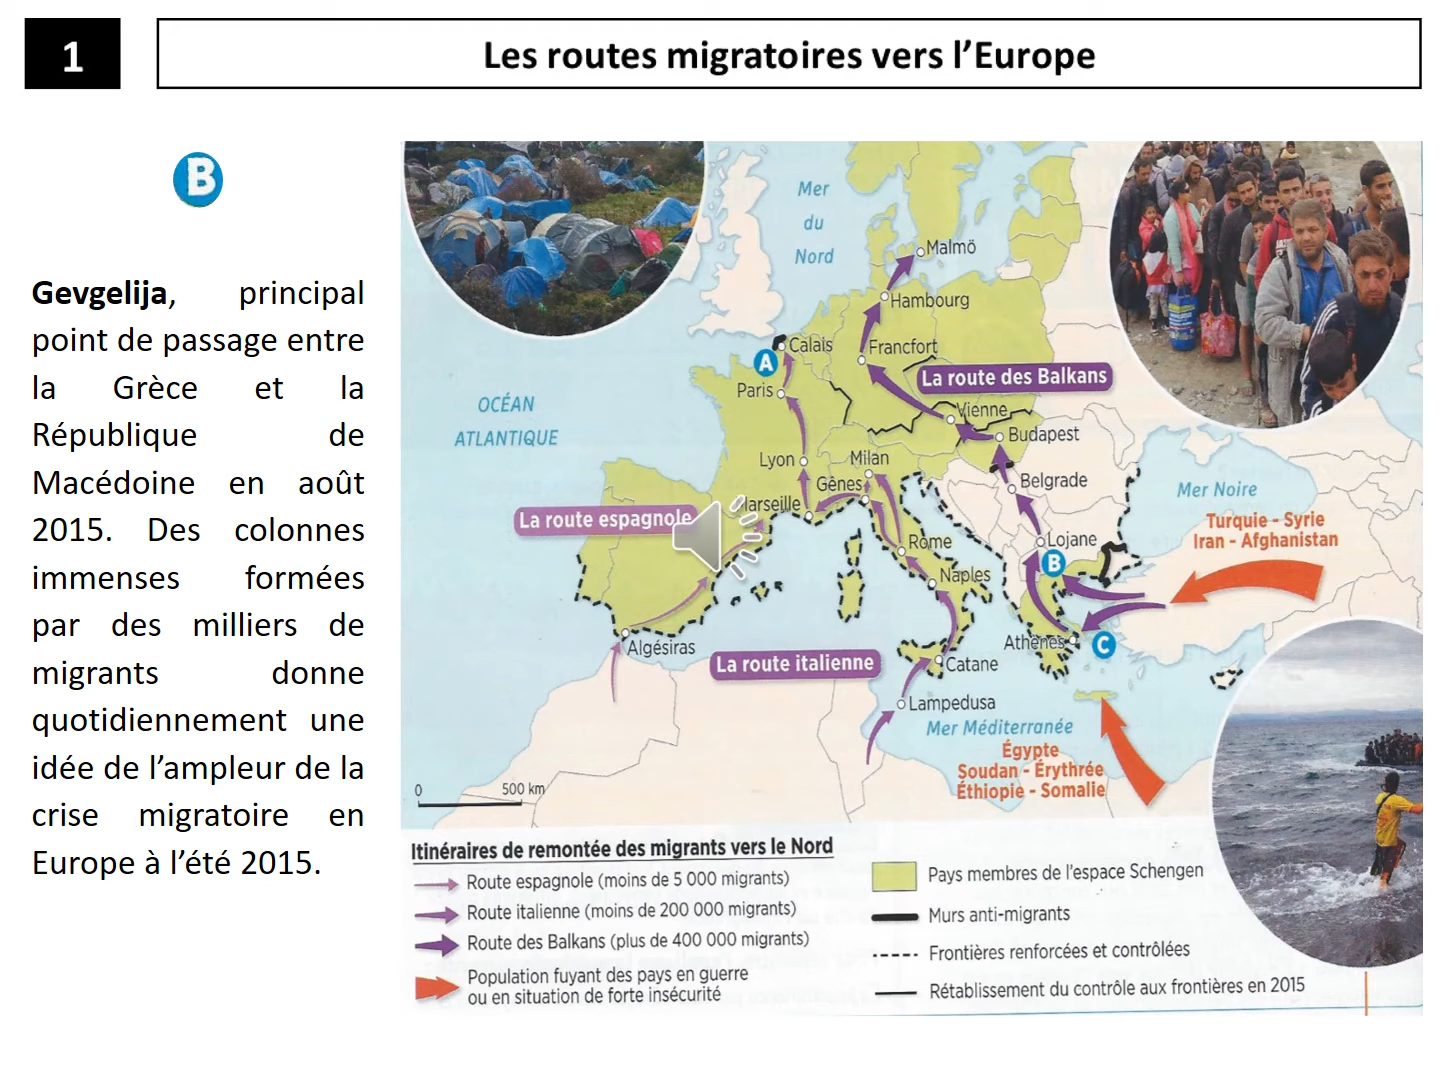 1
Les routes migratoires vers l’Europe
B
Gevgelija, principal
point de passage entre
la Grèce et la
République de
Macédoine en août
2015. Des colonnes
immenses formées
par des milliers de
migrants donne
quotidiennement une
idée de l’ampleur de la
crise migratoire en
Europe à l’été 2015.
Mer
du
Nord
Malmö
Hambourg
Calais
Francfort
A
La route des Balkans
Paris
OCÉAN
ATLANTIQUE
Vienne
Budapest
Lyon
Milan
Gênes
Belgrade
Mer Noire
Marseille
La route espagnole
Turquie - Syrie
Iran - Afghanistan
Rome
Lojane
B
Naples
Algésiras
Athènes
C
La route italienne
Catane
Lampedusa
Mer Méditerranée
Égypte
Soudan - Érythrée
Éthiopie - Somalie
0 500 km
Itinéraires de remontée des migrants vers le Nord
Route espagnole (moins de 5 000 migrants)
Route italienne (moins de 200 000 migrants)
Route des Balkans (plus de 400 000 migrants)
Population fuyant des pays en guerre
ou en situation de forte insécurité
Pays membres de l'espace Schengen
Murs anti-migrants
Frontières renforcées et contrôlées
Rétablissement du contrôle aux frontières en 2015